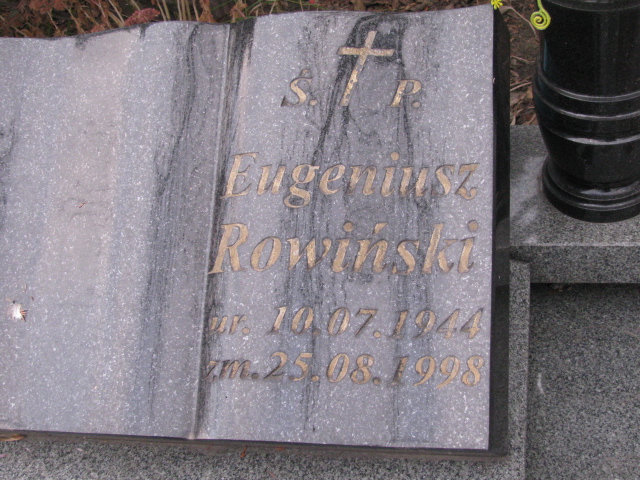 Ś. P.
Eugeniusz
Rowiński
ur. 10.07.1944
zm. 25.08.1998